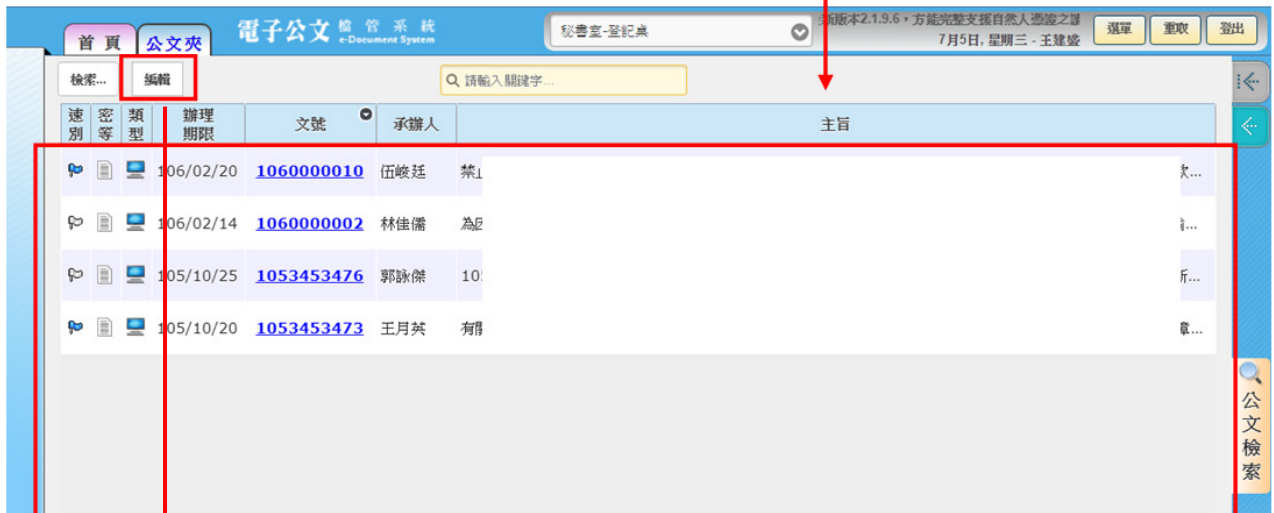 新版本2.1.9.6，方能完整支援自然人憑證之
首頁 公文夾 電子公文檔管系統 e-Document System 秘書室-登記桌 7月5日, 星期三 - 王建盛 選單 重取 登出
檢索... 編輯 請輸入關鍵字...
速別 密等 類型 辦理期限 文號 承辦人 主旨
106/02/20 1060000010 伍峻廷 禁 ...
106/02/14 1060000002 林佳儒 為 ...
105/10/25 1053453476 郭詠傑 10 ...
105/10/20 1053453473 王月英 有 章...
公文檢索